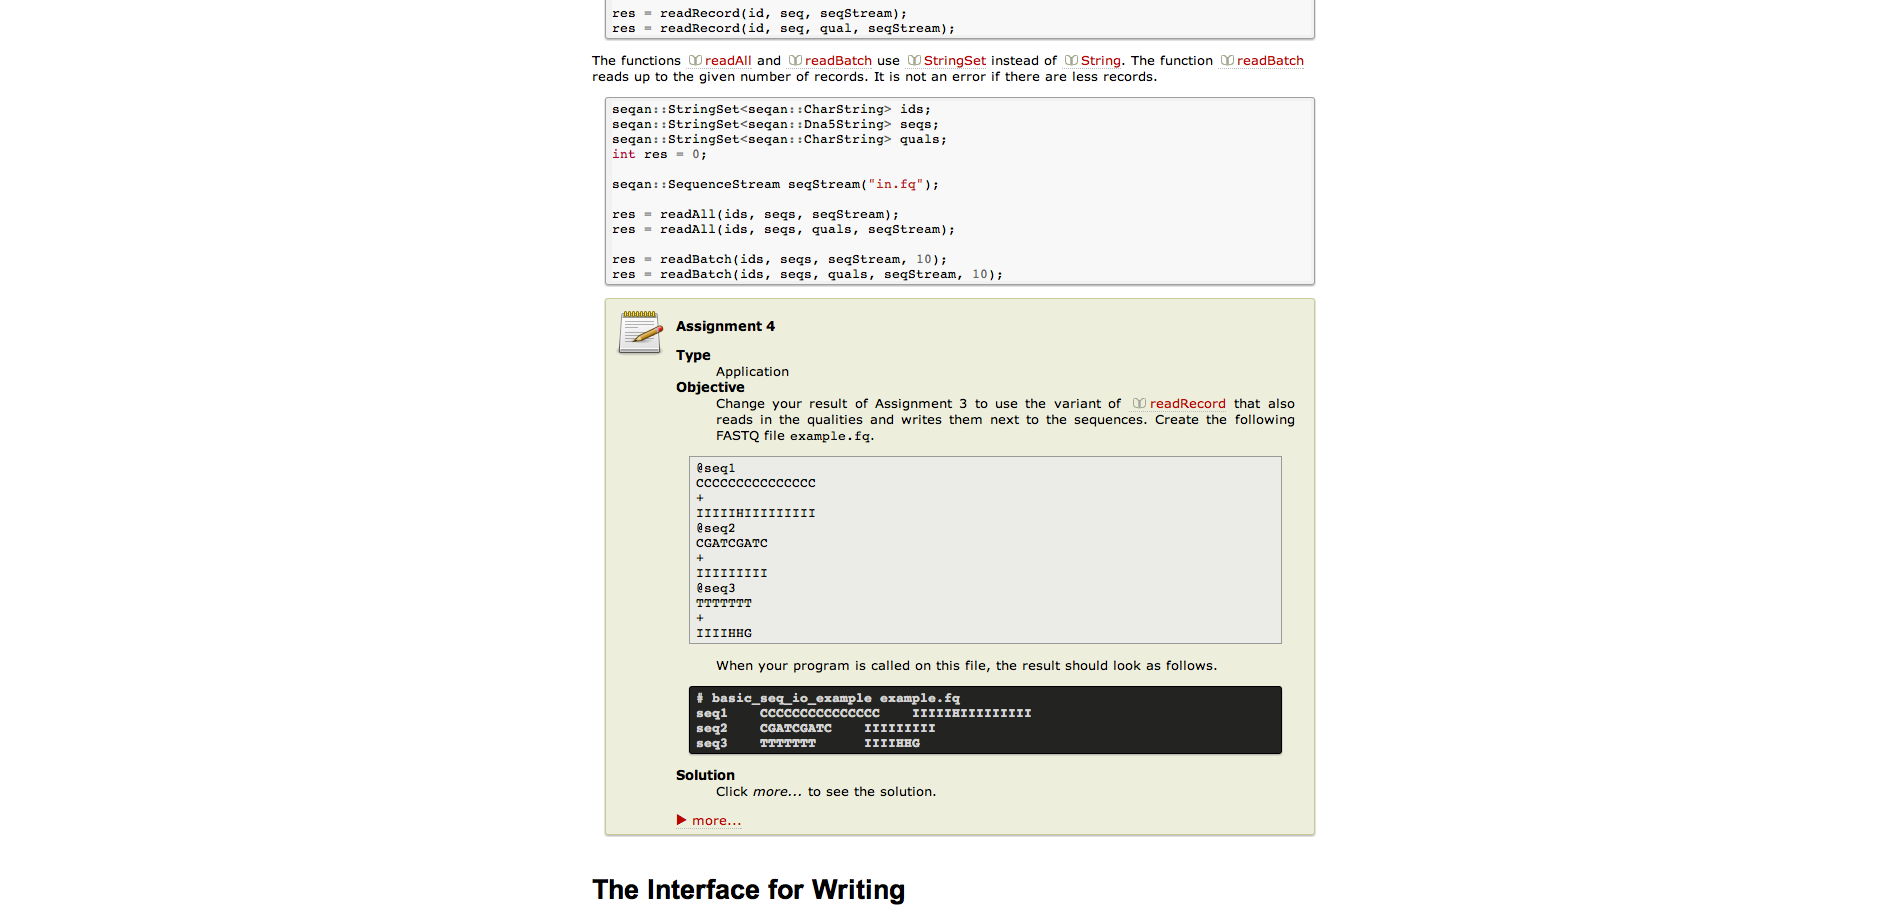 res = readRecord(id, seq, seqStream);
res = readRecord(id, seq, qual, seqStream);
The functions readAll and readBatch use StringSet instead of String. The function readBatch
reads up to the given number of records. It is not an error if there are less records.
seqan::StringSet<seqan::CharString> ids;
seqan::StringSet<seqan::Dna5String> seqs;
seqan::StringSet<seqan::CharString> quals;
int res = 0;
seqan::SequenceStream seqStream("in.fq");
res = readAll(ids, seqs, seqStream);
res = readAll(ids, seqs, quals, seqStream);
res = readBatch(ids, seqs, seqStream, 10);
res = readBatch(ids, seqs, quals, seqStream, 10);
Assignment 4
Type
Application
Objective
Change your result of Assignment 3 to use the variant of readRecord that also
reads in the qualities and writes them next to the sequences. Create the following
FASTQ file example.fq.
@seq1
CCCCCCCCCCCCCCC
+
IIIIIHIIIIIIIII
@seq2
CGATCGATC
+
IIIIIIIII
@seq3
TTTTTTT
+
IIIIHHG
When your program is called on this file, the result should look as follows.
# basic_seq_io_example example.fq
seq1    CCCCCCCCCCCCCCC    IIIIIHIIIIIIIII
seq2    CGATCGATC    IIIIIIIII
seq3    TTTTTTT      IIIIHHG
Solution
Click more... to see the solution.
more...
The Interface for Writing